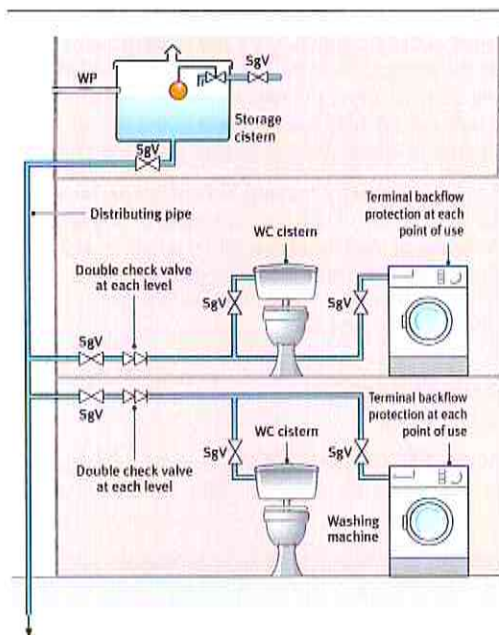 SgV
WP
Storage
cistern
SgV
Distributing pipe
Terminal backflow
protection at each
point of use
WC cistern
Double check valve
at each level
SgV
SgV
SgV
SgV
Terminal backflow
protection at each
point of use
WC cistern
Double check valve
at each level
SgV
SgV
Washing
machine